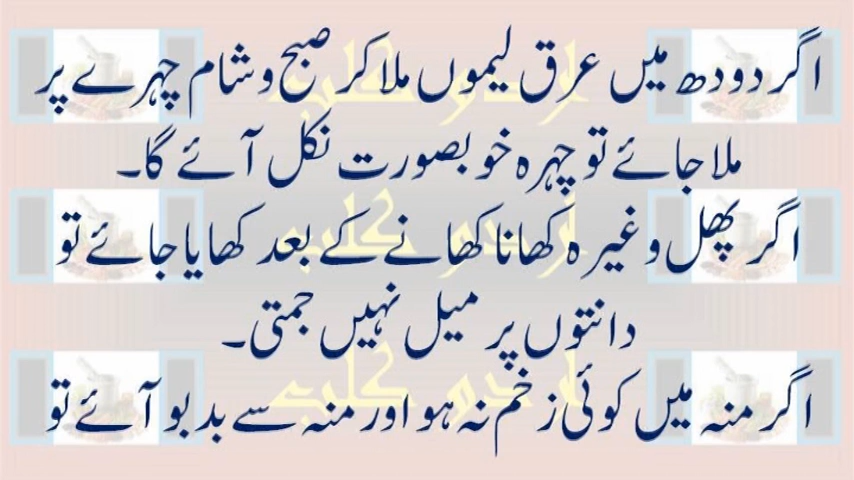 اگر دودھ میں عرق لیموں ملا کر صبح و شام چہرے پر
ملا جائے تو چہرہ خوبصورت نکل آئے گا۔
اگر پھل وغیرہ کھانا کھانے کے بعد کھایا جائے تو
دانتوں پر میل نہیں جمتی۔
اگر منہ میں کوئی زخم نہ ہو اور منہ سے بدبو آئے تو